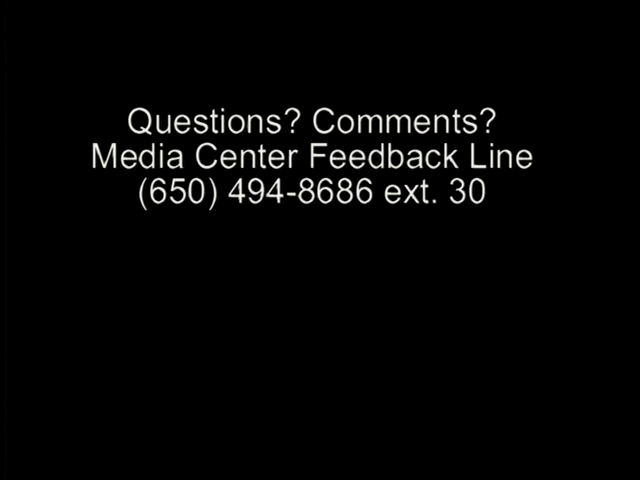 Questions? Comments?
Media Center Feedback Line
(650) 494-8686 ext. 30